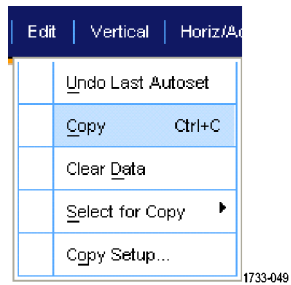 Edit Vertical Horiz/Ac
Undo Last Autoset
Copy Ctrl+C
Clear Data
Select for Copy
Copy Setup...
1733-049